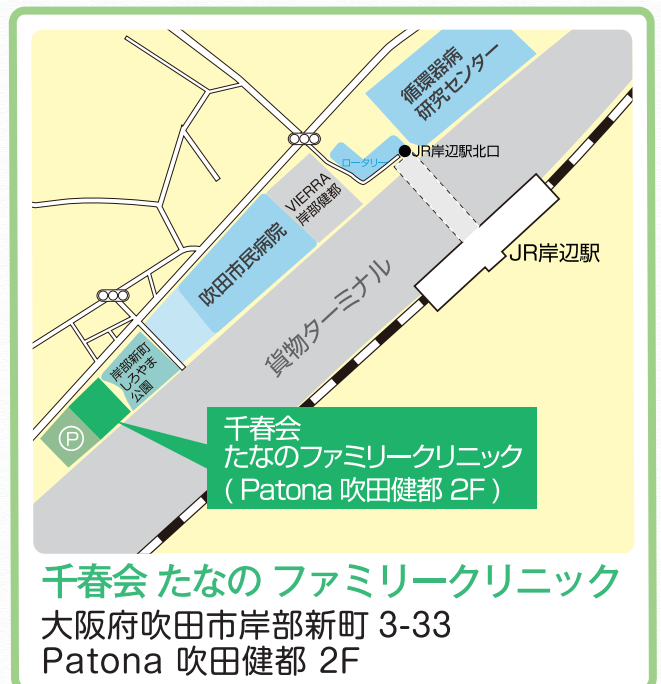 循環器病
研究センター
ロータリー
JR岸辺駅北口
VIERRA
岸部健都
吹田市民病院
JR岸辺駅
貨物ターミナル
岸部新町
しろやま
公園
P
千春会
たなのファミリークリニック
( Patona 吹田健都 2F )
千春会 たなの ファミリークリニック
大阪府吹田市岸部新町 3-33
Patona 吹田健都 2F